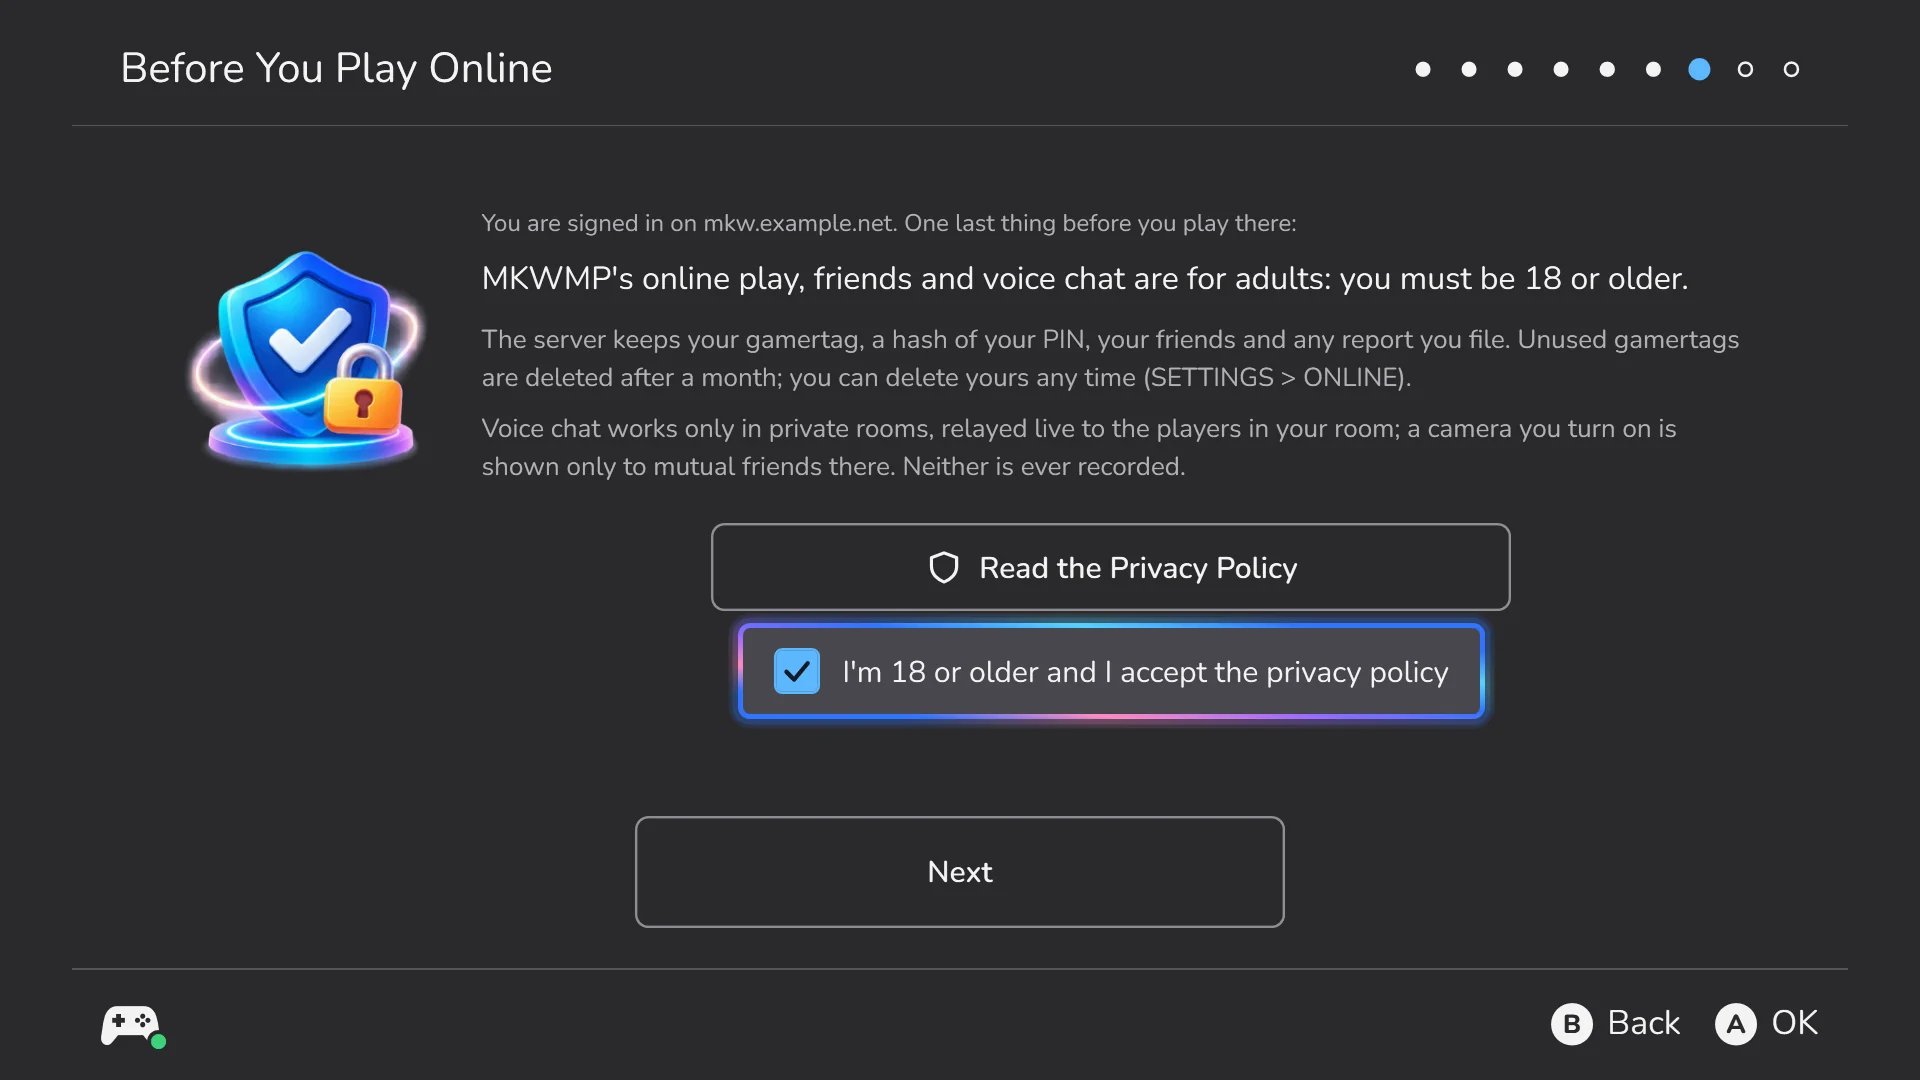 Before You Play Online
You are signed in on mkw.example.net. One last thing before you play there:
MKWMP's online play, friends and voice chat are for adults: you must be 18 or older.
The server keeps your gamertag, a hash of your PIN, your friends and any report you file. Unused gamertags
are deleted after a month; you can delete yours any time (SETTINGS > ONLINE).
Voice chat works only in private rooms, relayed live to the players in your room; a camera you turn on is
shown only to mutual friends there. Neither is ever recorded.
Read the Privacy Policy
I'm 18 or older and I accept the privacy policy
Next
B Back A OK